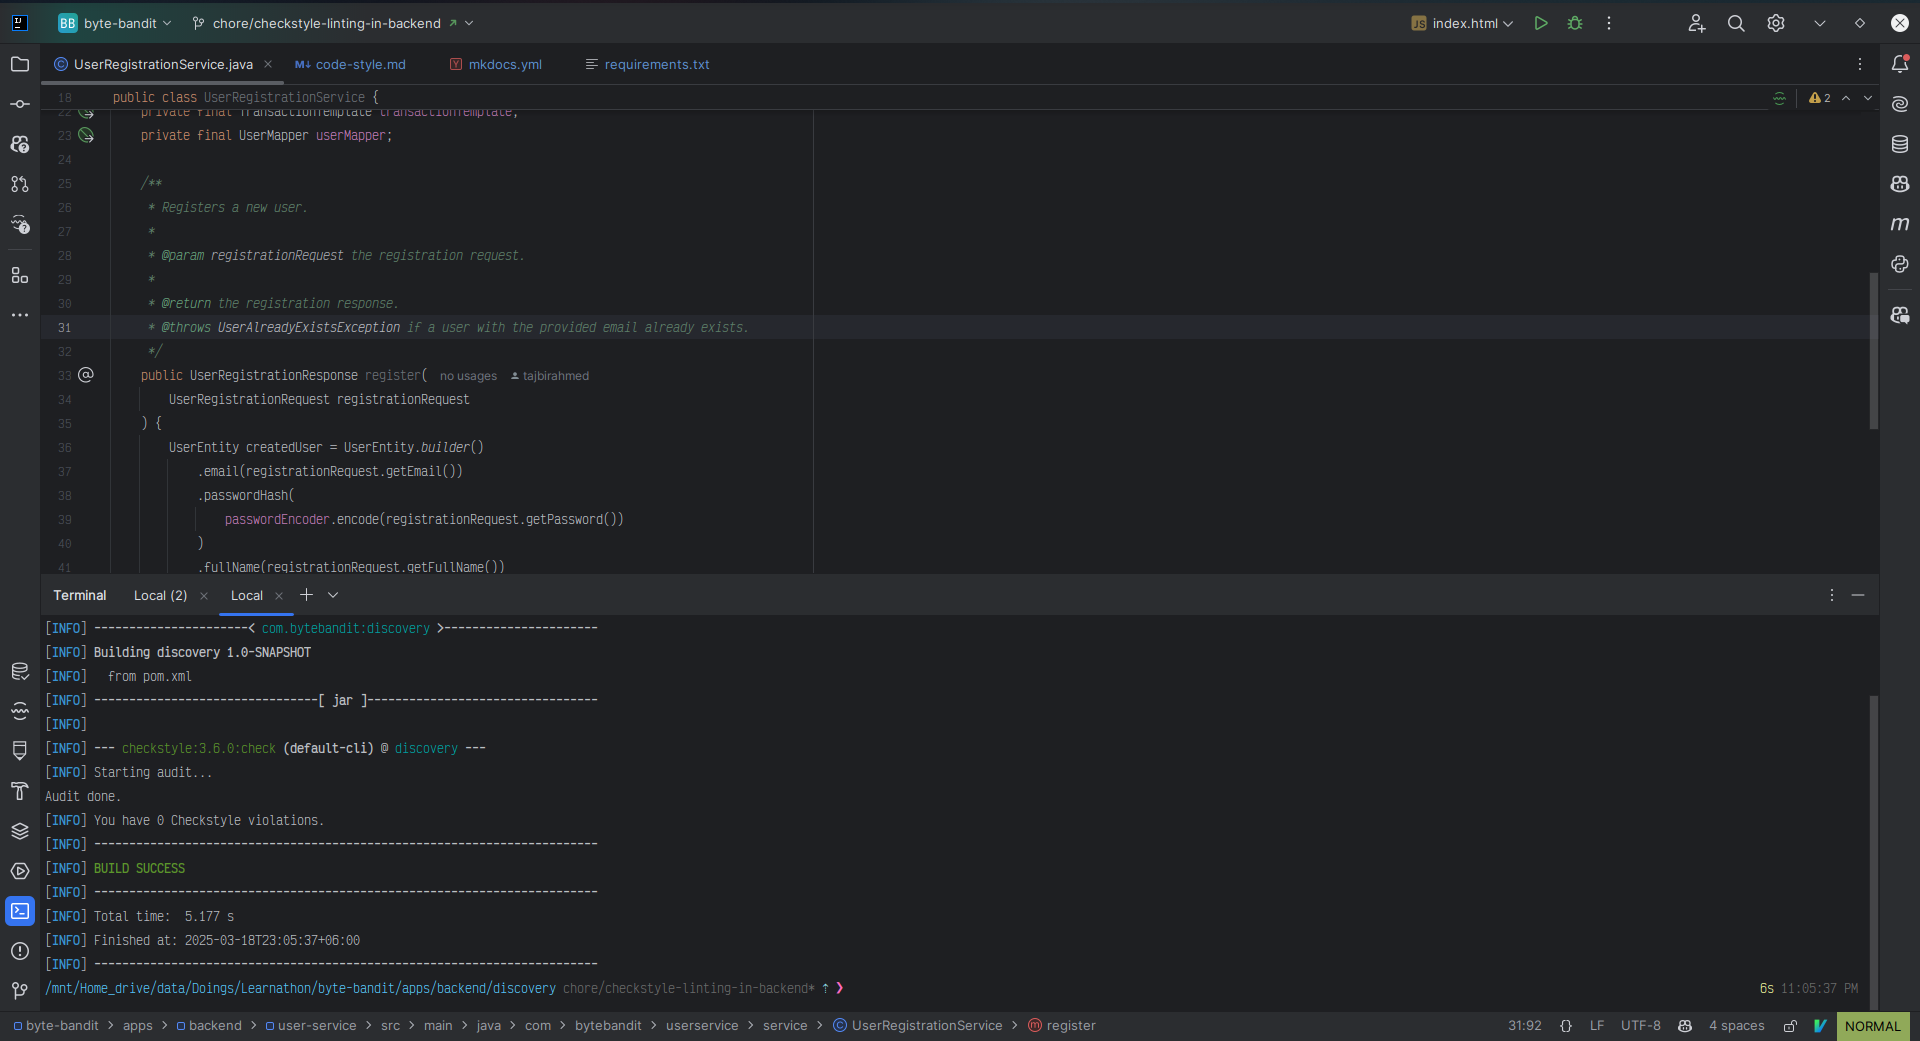 BB byte-bandit chore/checkstyle-linting-in-backend index.html
UserRegistrationService.java code-style.md mkdocs.yml requirements.txt
18 public class UserRegistrationService { 2
22 private final TransactionTemplate transactionTemplate;
23 private final UserMapper userMapper;
24
25 /**
26 * Registers a new user.
27 *
28 * @param registrationRequest the registration request.
29 *
30 * @return the registration response.
31 * @throws UserAlreadyExistsException if a user with the provided email already exists.
32 */
33 public UserRegistrationResponse register( no usages tajbirahmed
34 UserRegistrationRequest registrationRequest
35 ) {
36 UserEntity createdUser = UserEntity.builder()
37 .email(registrationRequest.getEmail())
38 .passwordHash(
39 passwordEncoder.encode(registrationRequest.getPassword())
40 )
41 .fullName(registrationRequest.getFullName())
Terminal Local (2) Local
[INFO] ----------------------< com.bytebandit:discovery >----------------------
[INFO] Building discovery 1.0-SNAPSHOT
[INFO]   from pom.xml
[INFO] --------------------------------[ jar ]---------------------------------
[INFO]
[INFO] --- checkstyle:3.6.0:check (default-cli) @ discovery ---
[INFO] Starting audit...
Audit done.
[INFO] You have 0 Checkstyle violations.
[INFO] ------------------------------------------------------------------------
[INFO] BUILD SUCCESS
[INFO] ------------------------------------------------------------------------
[INFO] Total time:  5.177 s
[INFO] Finished at: 2025-03-18T23:05:37+06:00
[INFO] ------------------------------------------------------------------------
/mnt/Home_drive/data/Doings/Learnathon/byte-bandit/apps/backend/discovery chore/checkstyle-linting-in-backend* ↑ ❯ 6s 11:05:37 PM
byte-bandit > apps > backend > user-service > src > main > java > com > bytebandit > userservice > service > UserRegistrationService > register 31:92 {} LF UTF-8 4 spaces NORMAL